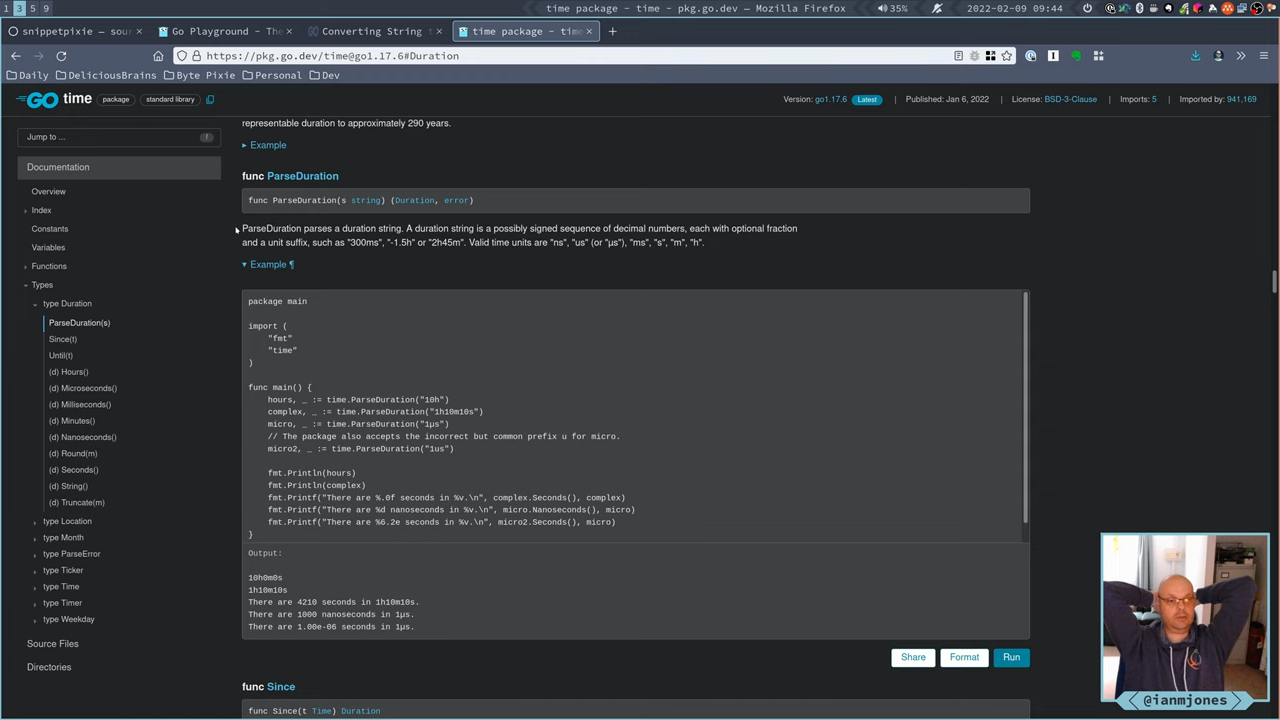 1 3 5 9
time package - time - pkg.go.dev — Mozilla Firefox
35%
2022-02-09 09:44
snippetpixie — sour
Go Playground - The
Converting String t
time package - time
https://pkg.go.dev/time@go1.17.6#Duration
Daily
DeliciousBrains
Byte Pixie
Personal
Dev
GO
time
package
standard library
Version: go1.17.6
Latest
Published: Jan 6, 2022
License: BSD-3-Clause
Imports: 5
Imported by: 941,169
Jump to ...
f
Documentation
Overview
Index
Constants
Variables
Functions
Types
type Duration
ParseDuration(s)
Since(t)
Until(t)
(d) Hours()
(d) Microseconds()
(d) Milliseconds()
(d) Minutes()
(d) Nanoseconds()
(d) Round(m)
(d) Seconds()
(d) String()
(d) Truncate(m)
type Location
type Month
type ParseError
type Ticker
type Time
type Timer
type Weekday
Source Files
Directories
representable duration to approximately 290 years.
Example
func ParseDuration
func ParseDuration(s string) (Duration, error)
ParseDuration parses a duration string. A duration string is a possibly signed sequence of decimal numbers, each with optional fraction
and a unit suffix, such as "300ms", "-1.5h" or "2h45m". Valid time units are "ns", "us" (or "µs"), "ms", "s", "m", "h".
Example ¶
package main
import (
"fmt"
"time"
)
func main() {
hours, _ := time.ParseDuration("10h")
complex, _ := time.ParseDuration("1h10m10s")
micro, _ := time.ParseDuration("1µs")
// The package also accepts the incorrect but common prefix u for micro.
micro2, _ := time.ParseDuration("1us")
fmt.Println(hours)
fmt.Println(complex)
fmt.Printf("There are %.0f seconds in %v.\n", complex.Seconds(), complex)
fmt.Printf("There are %d nanoseconds in %v.\n", micro.Nanoseconds(), micro)
fmt.Printf("There are %6.2e seconds in %v.\n", micro2.Seconds(), micro)
}
Output:
10h0m0s
1h10m10s
There are 4210 seconds in 1h10m10s.
There are 1000 nanoseconds in 1µs.
There are 1.00e-06 seconds in 1µs.
Share
Format
Run
func Since
func Since(t Time) Duration
@ianmjones